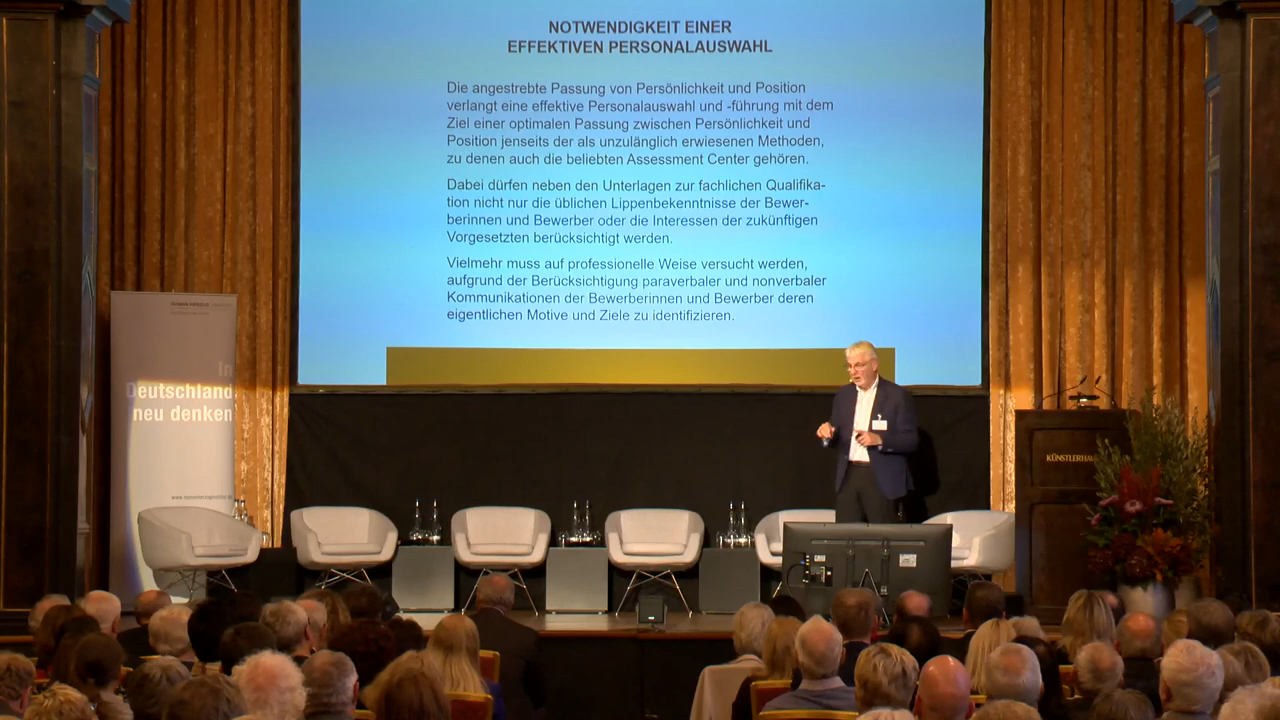 NOTWENDIGKEIT EINER
EFFEKTIVEN PERSONALAUSWAHL
Die angestrebte Passung von Persönlichkeit und Position
verlangt eine effektive Personalauswahl und -führung mit dem
Ziel einer optimalen Passung zwischen Persönlichkeit und
Position jenseits der als unzulänglich erwiesenen Methoden,
zu denen auch die beliebten Assessment Center gehören.
Dabei dürfen neben den Unterlagen zur fachlichen Qualifika-
tion nicht nur die üblichen Lippenbekenntnisse der Bewer-
berinnen und Bewerber oder die Interessen der zukünftigen
Vorgesetzten berücksichtigt werden.
Vielmehr muss auf professionelle Weise versucht werden,
aufgrund der Berücksichtigung paraverbaler und nonverbaler
Kommunikationen der Bewerberinnen und Bewerber deren
eigentlichen Motive und Ziele zu identifizieren.
In
Deutschland
neu denken
www.romanherzoginstitut.de
KÜNSTLERHAU